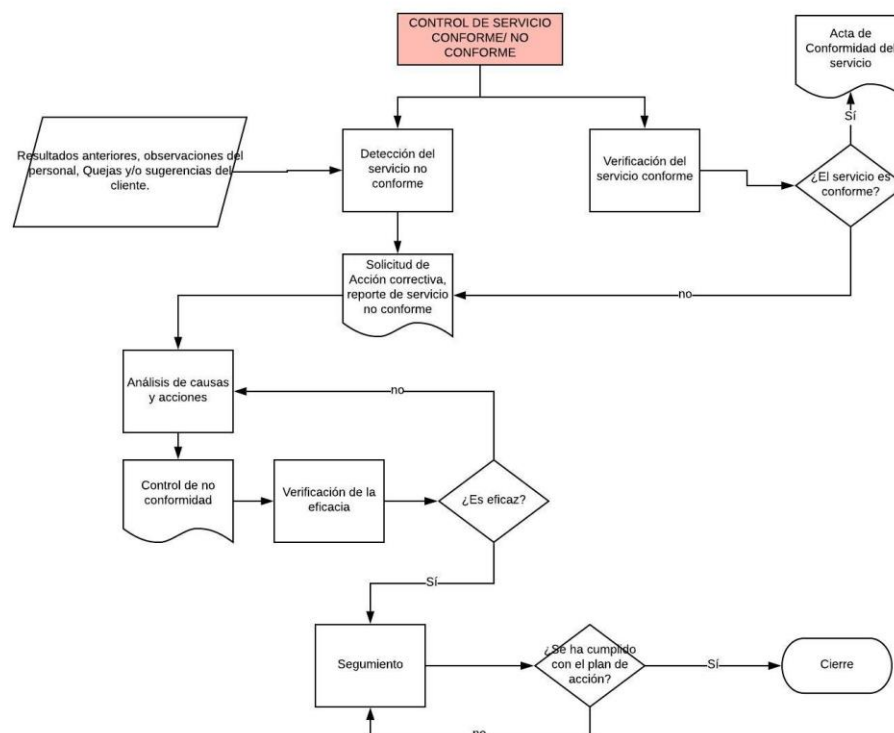 CONTROL DE SERVICIO
CONFORME/ NO
CONFORME
Acta de
Conformidad del
servicio
Sí
Resultados anteriores, observaciones del
personal, Quejas y/o sugerencias del
cliente.
Detección del
servicio no
conforme
Verificación del
servicio conforme
¿El servicio es
conforme?
Solicitud de
Acción correctiva,
reporte de servicio
no conforme
no
Análisis de causas
y acciones
no
Control de no
conformidad
Verificación de la
eficacia
¿Es eficaz?
Sí
Segumiento
¿Se ha cumplido
con el plan de
acción?
Sí
Cierre
no